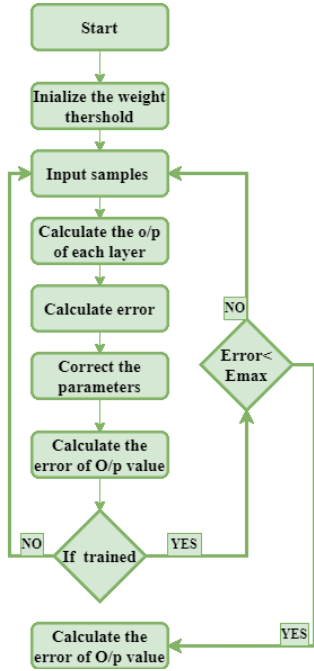 Start
Inialize the weight
thershold
Input samples
Calculate the o/p
of each layer
Calculate error
Correct the
parameters
Calculate the
error of O/p value
If trained
NO
YES
Error<
Emax
NO
YES
Calculate the
error of O/p value